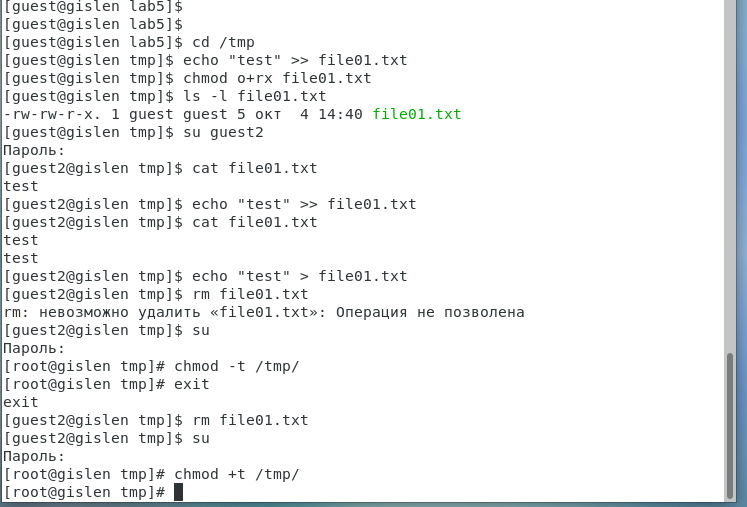 [guest@gislen lab5]$
[guest@gislen lab5]$
[guest@gislen lab5]$ cd /tmp
[guest@gislen tmp]$ echo "test" >> file01.txt
[guest@gislen tmp]$ chmod o+rx file01.txt
[guest@gislen tmp]$ ls -l file01.txt
-rw-rw-r-x. 1 guest guest 5 окт  4 14:40 file01.txt
[guest@gislen tmp]$ su guest2
Пароль:
[guest2@gislen tmp]$ cat file01.txt
test
[guest2@gislen tmp]$ echo "test" >> file01.txt
[guest2@gislen tmp]$ cat file01.txt
test
test
[guest2@gislen tmp]$ echo "test" > file01.txt
[guest2@gislen tmp]$ rm file01.txt
rm: невозможно удалить «file01.txt»: Операция не позволена
[guest2@gislen tmp]$ su
Пароль:
[root@gislen tmp]# chmod -t /tmp/
[root@gislen tmp]# exit
exit
[guest2@gislen tmp]$ rm file01.txt
[guest2@gislen tmp]$ su
Пароль:
[root@gislen tmp]# chmod +t /tmp/
[root@gislen tmp]#